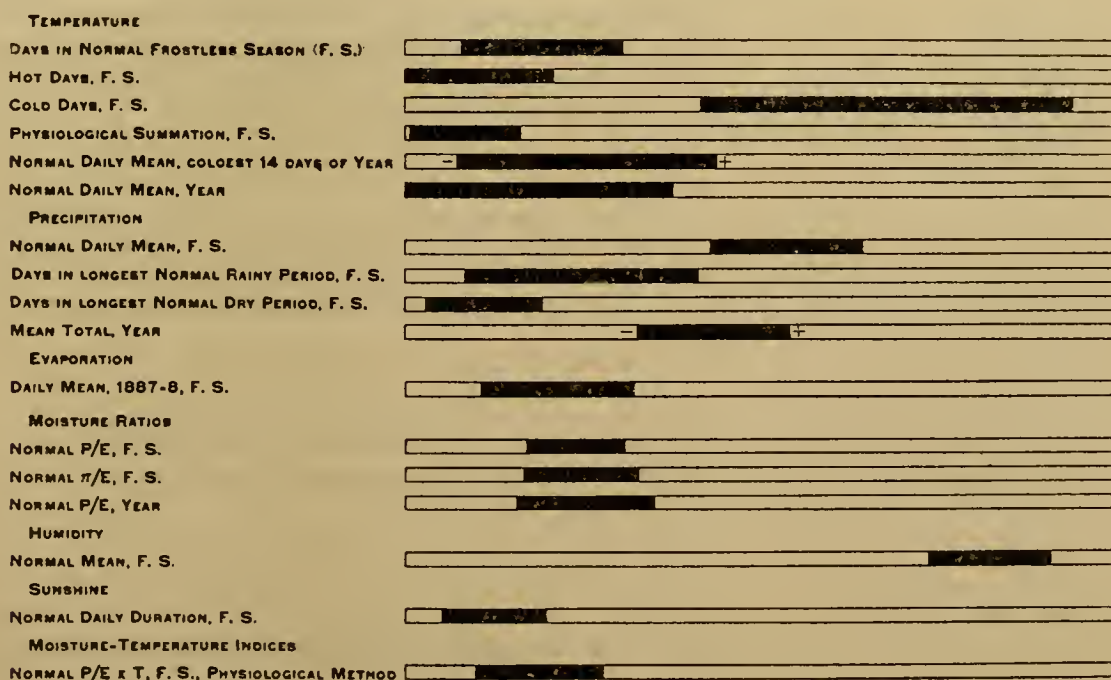 TEMPERATURE
DAYS IN NORMAL FROSTLESS SEASON (F. S.)
HOT DAYS, F. S.
COLD DAYS, F. S.
PHYSIOLOGICAL SUMMATION, F. S.
NORMAL DAILY MEAN, COLDEST 14 DAYS OF YEAR - +
NORMAL DAILY MEAN, YEAR
PRECIPITATION
NORMAL DAILY MEAN, F. S.
DAYS IN LONGEST NORMAL RAINY PERIOD, F. S.
DAYS IN LONGEST NORMAL DRY PERIOD, F. S.
MEAN TOTAL, YEAR - +
EVAPORATION
DAILY MEAN, 1887-8, F. S.
MOISTURE RATIOS
NORMAL P/E, F. S.
NORMAL π/E, F. S.
NORMAL P/E, YEAR
HUMIDITY
NORMAL MEAN, F. S.
SUNSHINE
NORMAL DAILY DURATION, F. S.
MOISTURE-TEMPERATURE INDICES
NORMAL P/E X T, F. S., PHYSIOLOGICAL METHOD